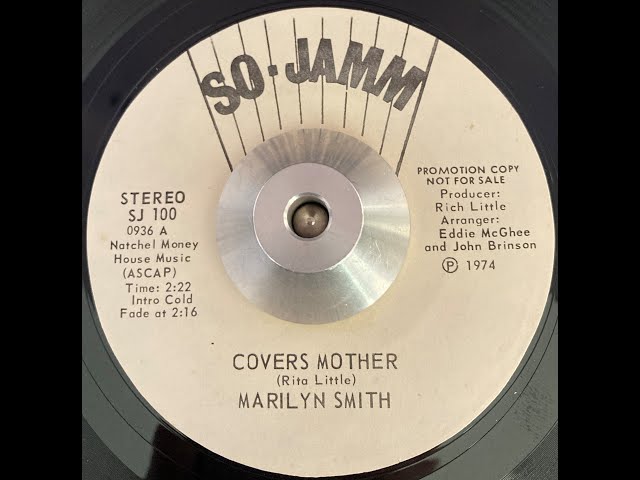 SO-JAMM
STEREO
SJ 100
0936 A
Natchel Money
House Music
(ASCAP)
Time: 2:22
Intro Cold
Fade at 2:16
PROMOTION COPY
NOT FOR SALE
Producer:
Rich Little
Arranger:
Eddie McGhee
and John Brinson
℗ 1974
COVERS MOTHER
(Rita Little)
MARILYN SMITH